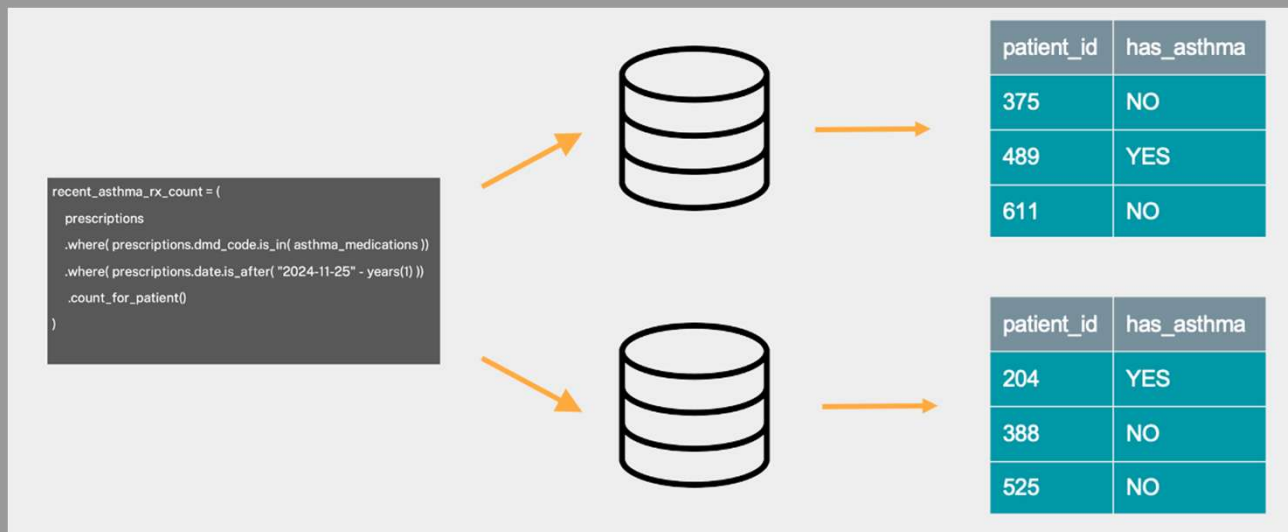 recent_asthma_rx_count = (
prescriptions
.where( prescriptions.dmd_code.is_in( asthma_medications ))
.where( prescriptions.date.is_after( "2024-11-25" - years(1) ))
.count_for_patient()
)
patient_id has_asthma
375 NO
489 YES
611 NO
patient_id has_asthma
204 YES
388 NO
525 NO